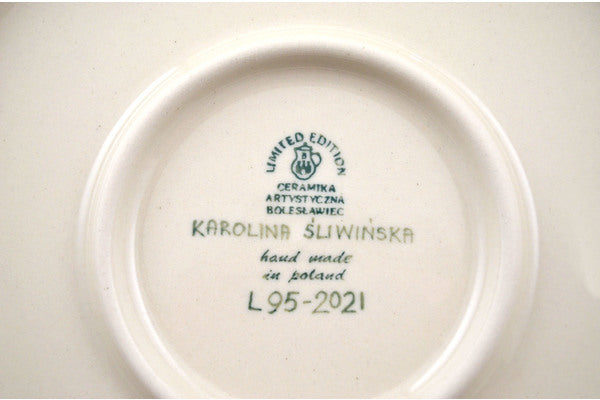 LIMITED EDITION
B
CERAMIKA
ARTYSTYCZNA
BOLESŁAWIEC
KAROLINA ŚLIWIŃSKA
hand made
in poland
L95-2021